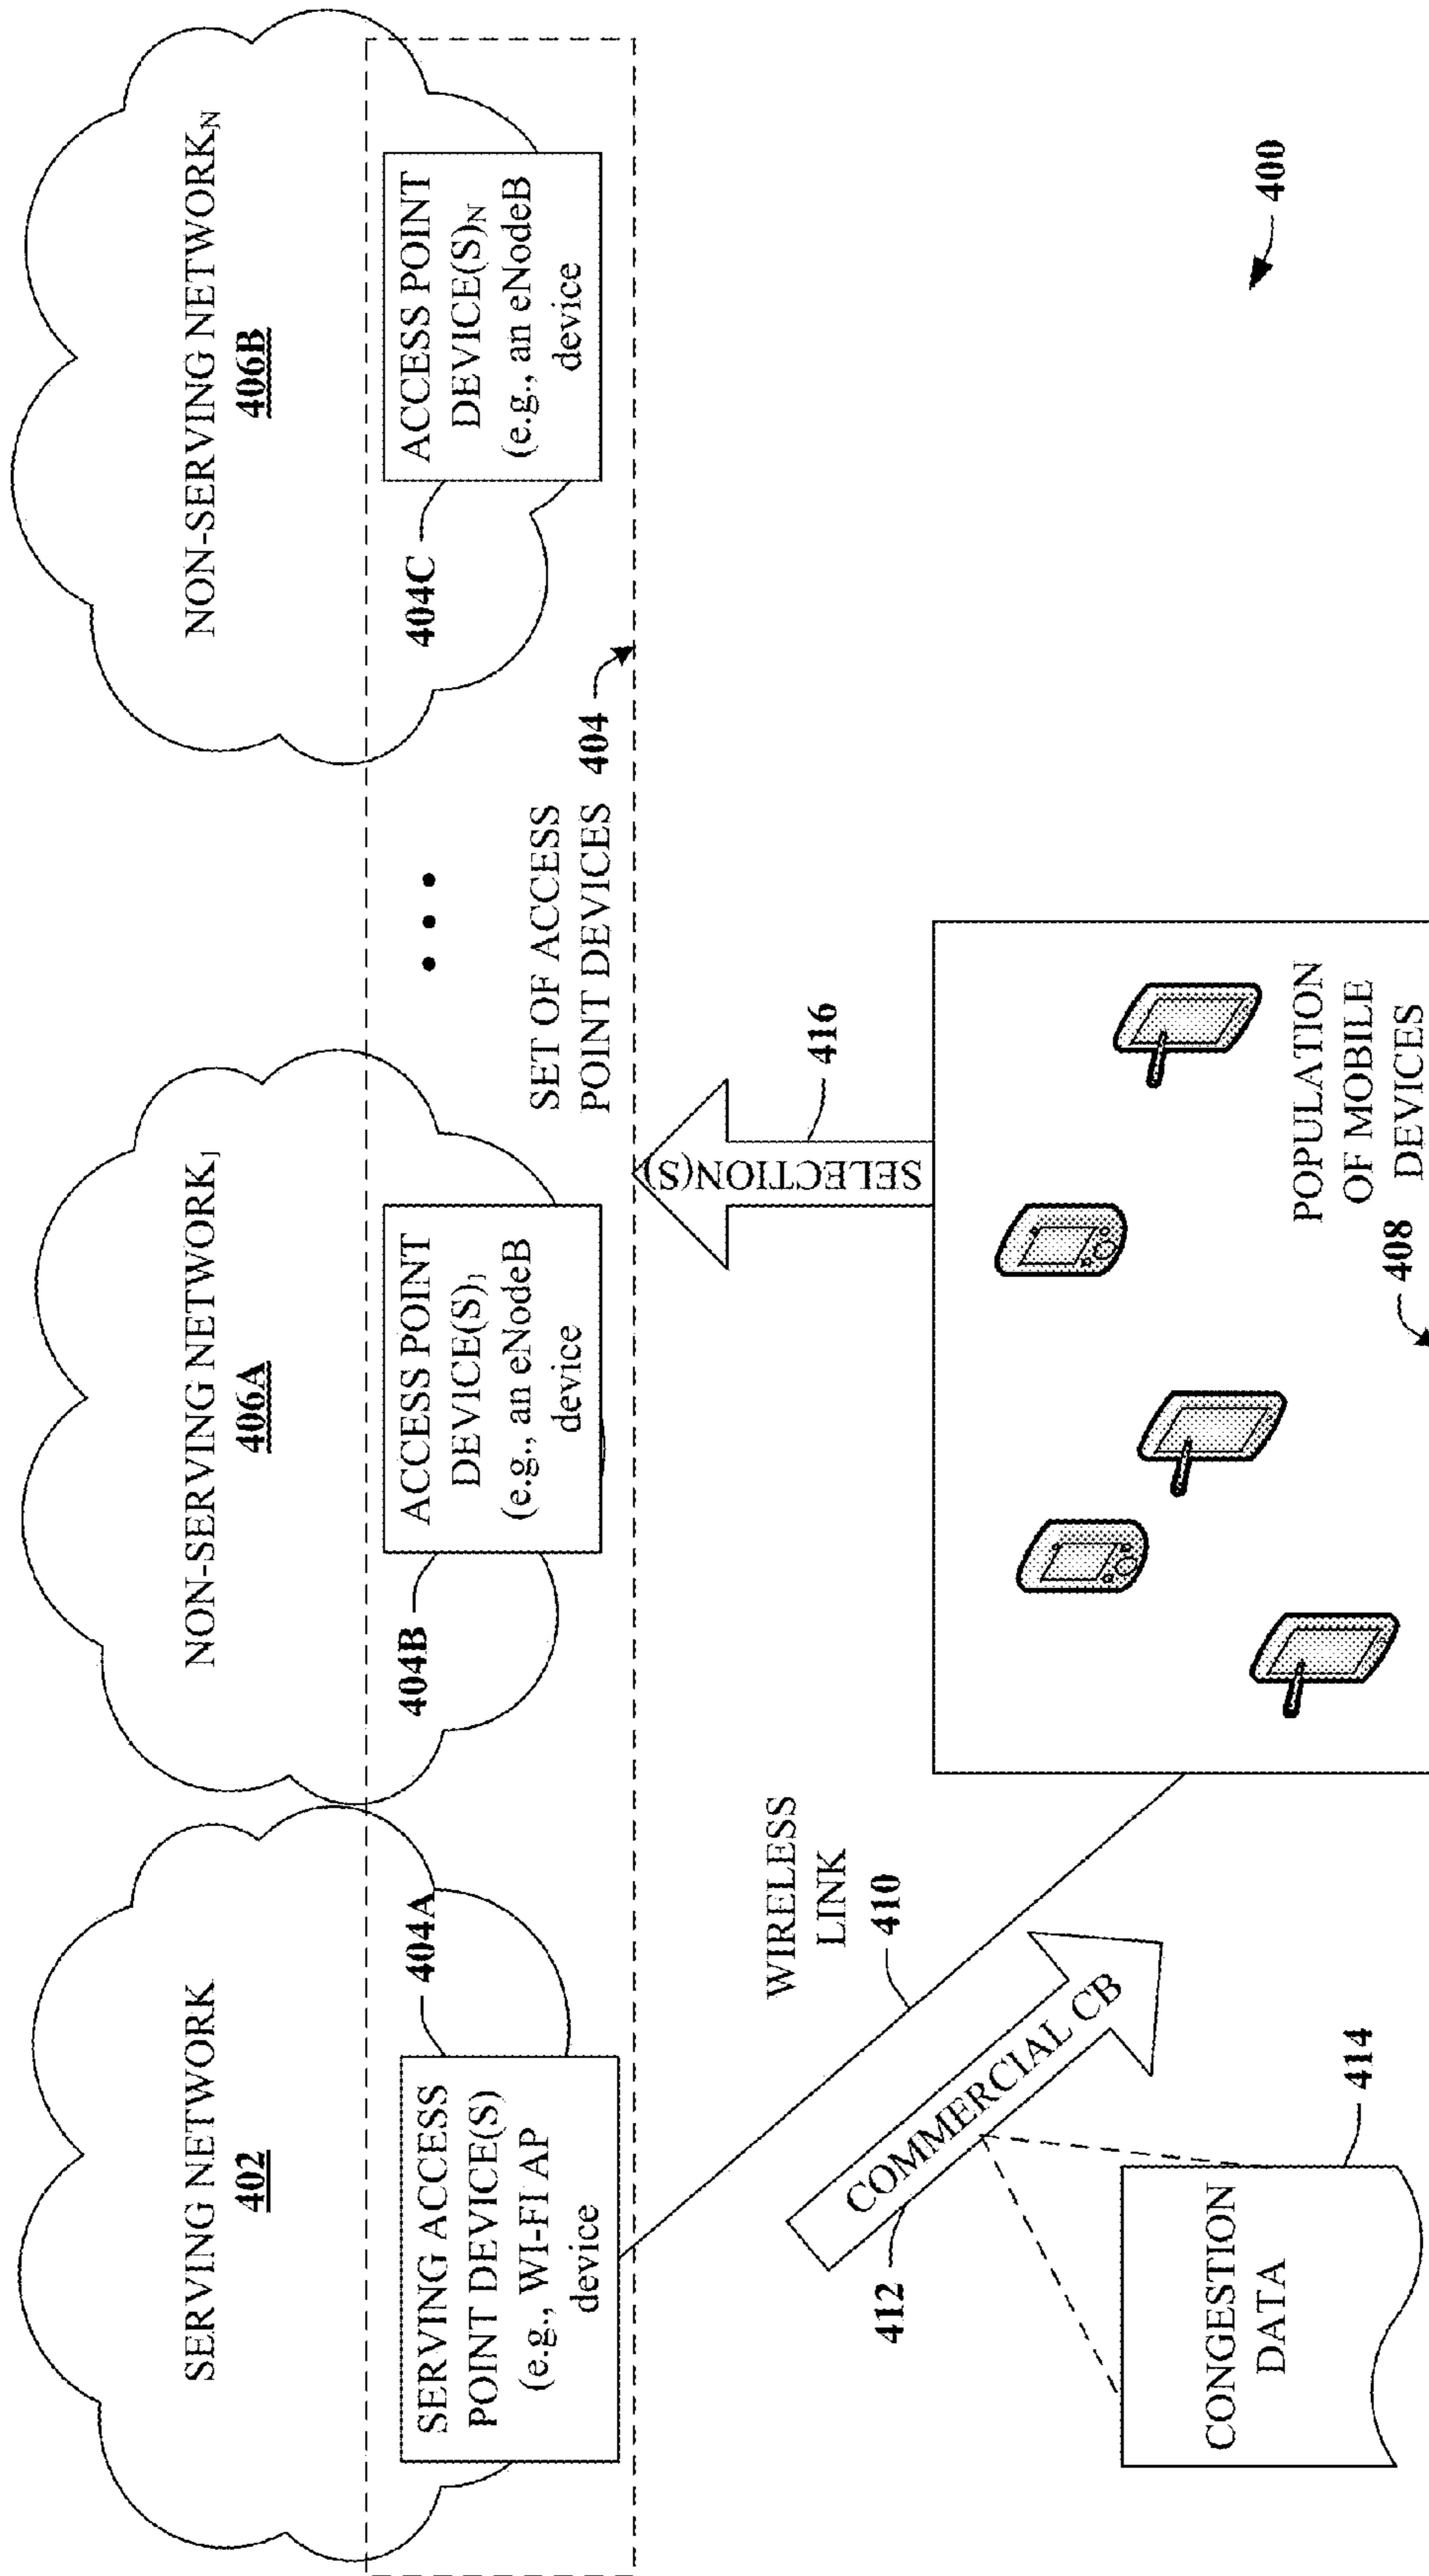 SERVING NETWORK
402
NON-SERVING NETWORK1
406A
NON-SERVING NETWORKN
406B
404A
SERVING ACCESS
POINT DEVICE(S)
(e.g., WI-FI AP
device
404B
ACCESS POINT
DEVICE(S)1
(e.g., an eNodeB
device
404C
ACCESS POINT
DEVICE(S)N
(e.g., an eNodeB
device
SET OF ACCESS
POINT DEVICES 404
WIRELESS
LINK
410
SELECTION(S)
416
412
COMMERCIAL CB
CONGESTION
DATA
414
POPULATION
OF MOBILE
DEVICES
408
400